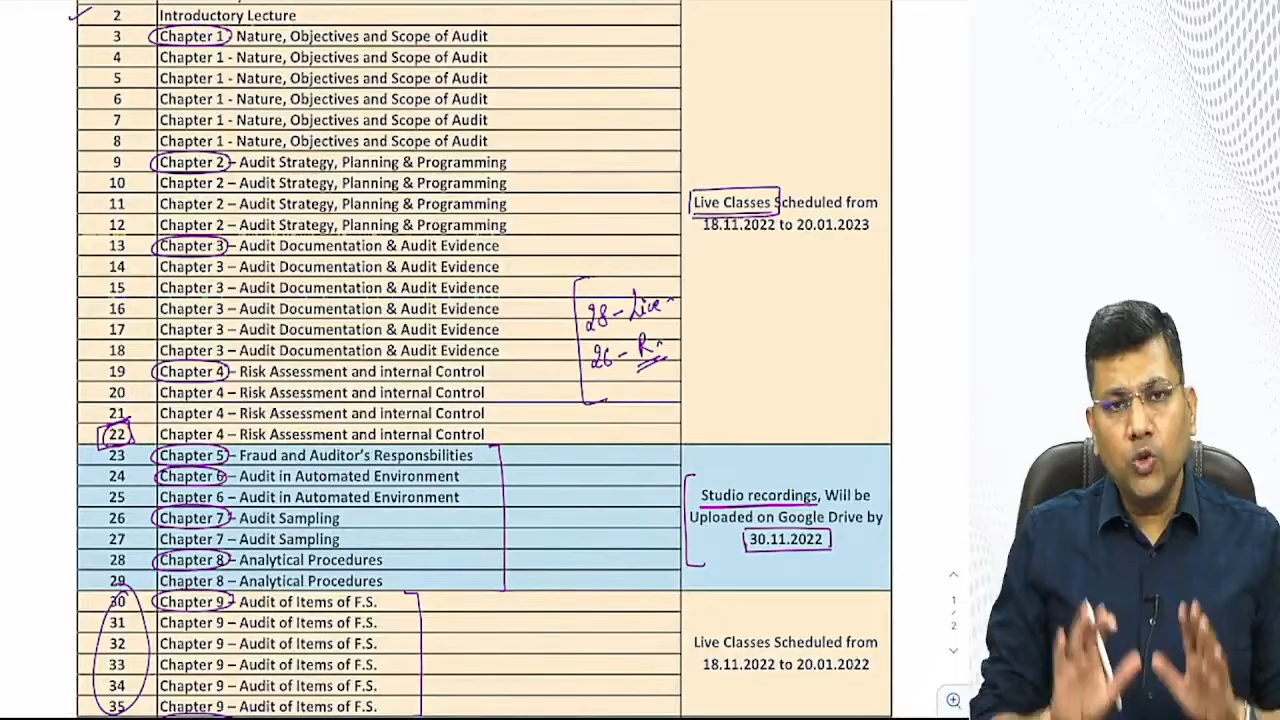 2 Introductory Lecture
3 Chapter 1- Nature, Objectives and Scope of Audit
4 Chapter 1 - Nature, Objectives and Scope of Audit
5 Chapter 1 - Nature, Objectives and Scope of Audit
6 Chapter 1 - Nature, Objectives and Scope of Audit
7 Chapter 1 - Nature, Objectives and Scope of Audit
8 Chapter 1 - Nature, Objectives and Scope of Audit
9 Chapter 2 – Audit Strategy, Planning & Programming
10 Chapter 2 – Audit Strategy, Planning & Programming
11 Chapter 2 – Audit Strategy, Planning & Programming
12 Chapter 2 – Audit Strategy, Planning & Programming
13 Chapter 3 – Audit Documentation & Audit Evidence
14 Chapter 3 – Audit Documentation & Audit Evidence
15 Chapter 3 – Audit Documentation & Audit Evidence
16 Chapter 3 – Audit Documentation & Audit Evidence
17 Chapter 3 – Audit Documentation & Audit Evidence
18 Chapter 3 – Audit Documentation & Audit Evidence
19 Chapter 4 – Risk Assessment and internal Control
20 Chapter 4 – Risk Assessment and internal Control
21 Chapter 4 – Risk Assessment and internal Control
22 Chapter 4 – Risk Assessment and internal Control
Live Classes Scheduled from
18.11.2022 to 20.01.2023
28 - Live
26 - R
23 Chapter 5 – Fraud and Auditor's Responsbilities
24 Chapter 6 – Audit in Automated Environment
25 Chapter 6 – Audit in Automated Environment
26 Chapter 7 – Audit Sampling
27 Chapter 7 – Audit Sampling
28 Chapter 8 – Analytical Procedures
29 Chapter 8 – Analytical Procedures
Studio recordings, Will be
Uploaded on Google Drive by
30.11.2022
30 Chapter 9 – Audit of Items of F.S.
31 Chapter 9 – Audit of Items of F.S.
32 Chapter 9 – Audit of Items of F.S.
33 Chapter 9 – Audit of Items of F.S.
34 Chapter 9 – Audit of Items of F.S.
35 Chapter 9 – Audit of Items of F.S.
Live Classes Scheduled from
18.11.2022 to 20.01.2022
1
/
2